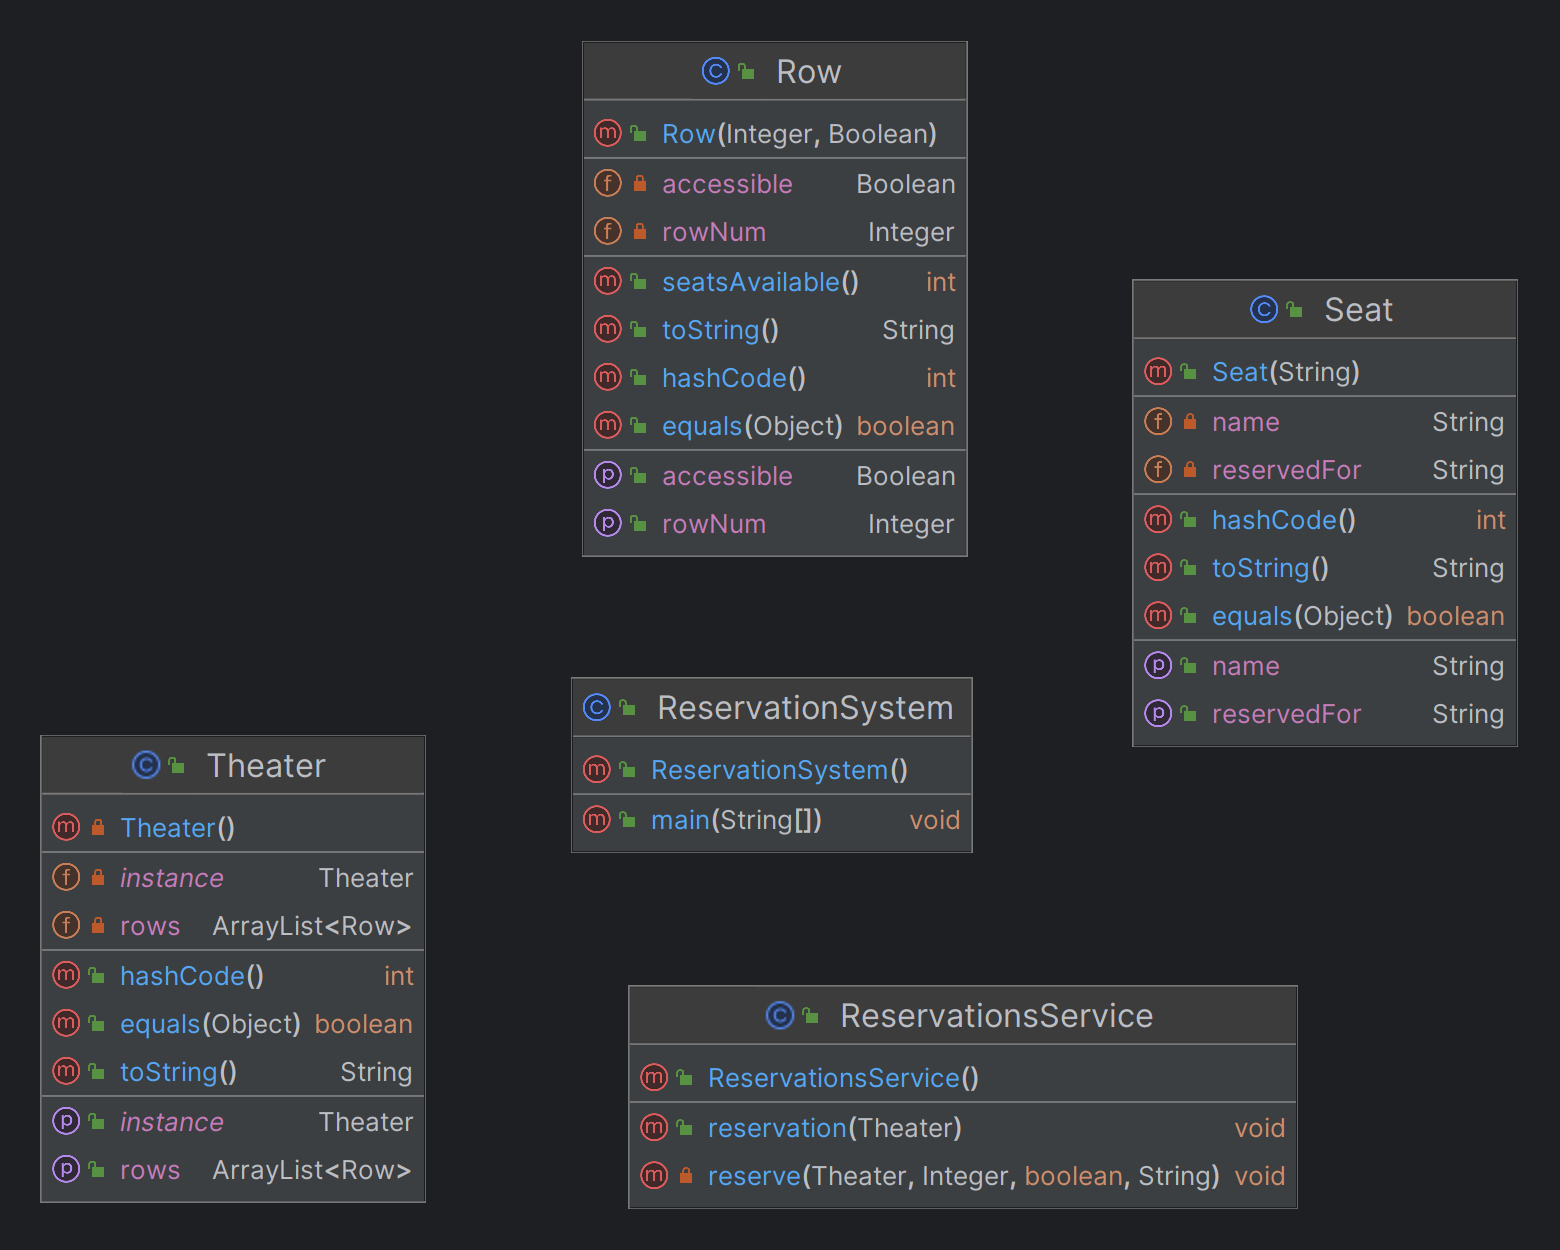 Row
Row(Integer, Boolean)
accessible Boolean
rowNum Integer
seatsAvailable() int
toString() String
hashCode() int
equals(Object) boolean
accessible Boolean
rowNum Integer
Seat
Seat(String)
name String
reservedFor String
hashCode() int
toString() String
equals(Object) boolean
name String
reservedFor String
ReservationSystem
ReservationSystem()
main(String[]) void
Theater
Theater()
instance Theater
rows ArrayList<Row>
hashCode() int
equals(Object) boolean
toString() String
instance Theater
rows ArrayList<Row>
ReservationsService
ReservationsService()
reservation(Theater) void
reserve(Theater, Integer, boolean, String) void